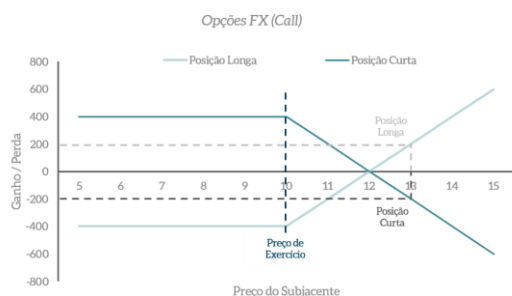 Opções FX (Call)
Posição Longa
Posição Curta
Ganho / Perda
800
600
400
200
0
-200
-400
-600
-800
5 6 7 8 9 10 11 12 13 14 15
Posição
Longa
Posição
Curta
Preço de
Exercício
Preço do Subjacente